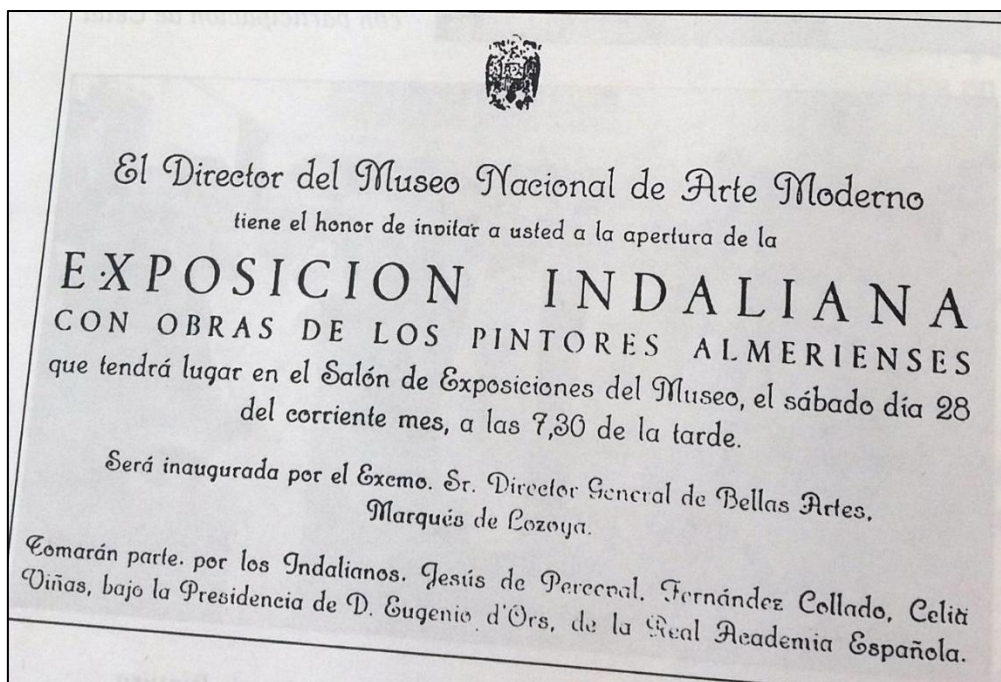 El Director del Museo Nacional de Arte Moderno
tiene el honor de invitar a usted a la apertura de la
EXPOSICION INDALIANA
CON OBRAS DE LOS PINTORES ALMERIENSES
que tendrá lugar en el Salón de Exposiciones del Museo, el sábado día 28
del corriente mes, a las 7,30 de la tarde.
Será inaugurada por el Excmo. Sr. Director General de Bellas Artes,
Marqués de Lozoya.
Tomarán parte. por los Indalianos. Jesús de Perceval. Fernández Collado, Celia
Viñas, bajo la Presidencia de D. Eugenio d'Ors, de la Real Academia Española.